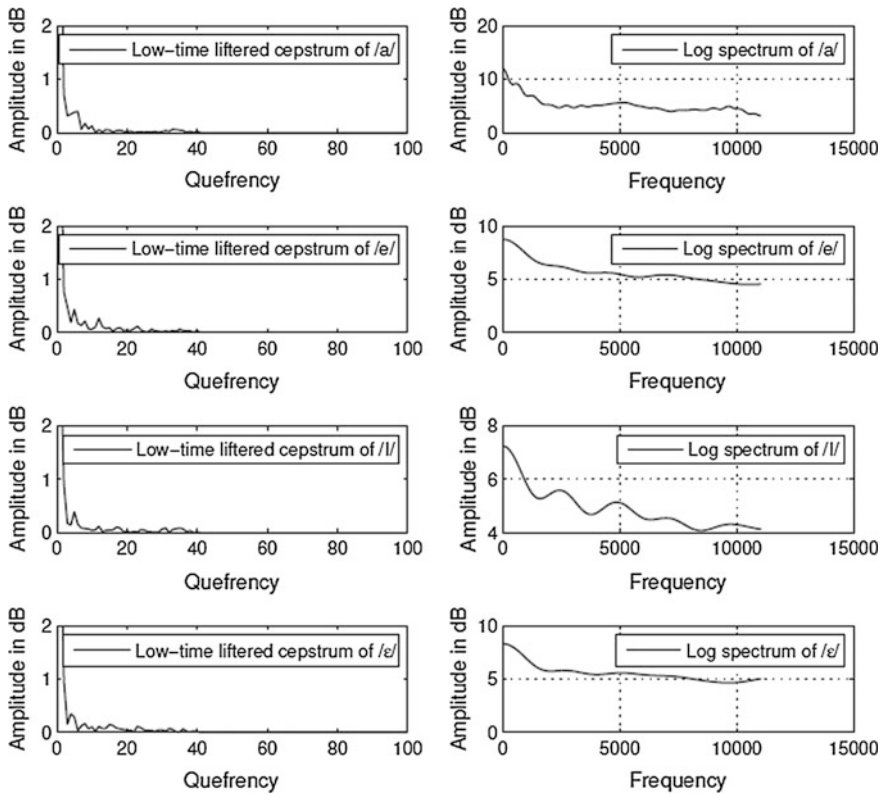 2
Low-time liftered cepstrum of /a/
1
0
0 20 40 60 80 100
Amplitude in dB
Quefrency
20
Log spectrum of /a/
10
0
0 5000 10000 15000
Amplitude in dB
Frequency
2
Low-time liftered cepstrum of /e/
1
0
0 20 40 60 80 100
Amplitude in dB
Quefrency
10
Log spectrum of /e/
5
0
0 5000 10000 15000
Amplitude in dB
Frequency
2
Low-time liftered cepstrum of /I/
1
0
0 20 40 60 80 100
Amplitude in dB
Quefrency
8
Log spectrum of /I/
6
4
0 5000 10000 15000
Amplitude in dB
Frequency
2
Low-time liftered cepstrum of /ε/
1
0
0 20 40 60 80 100
Amplitude in dB
Quefrency
10
Log spectrum of /ε/
5
0
0 5000 10000 15000
Amplitude in dB
Frequency